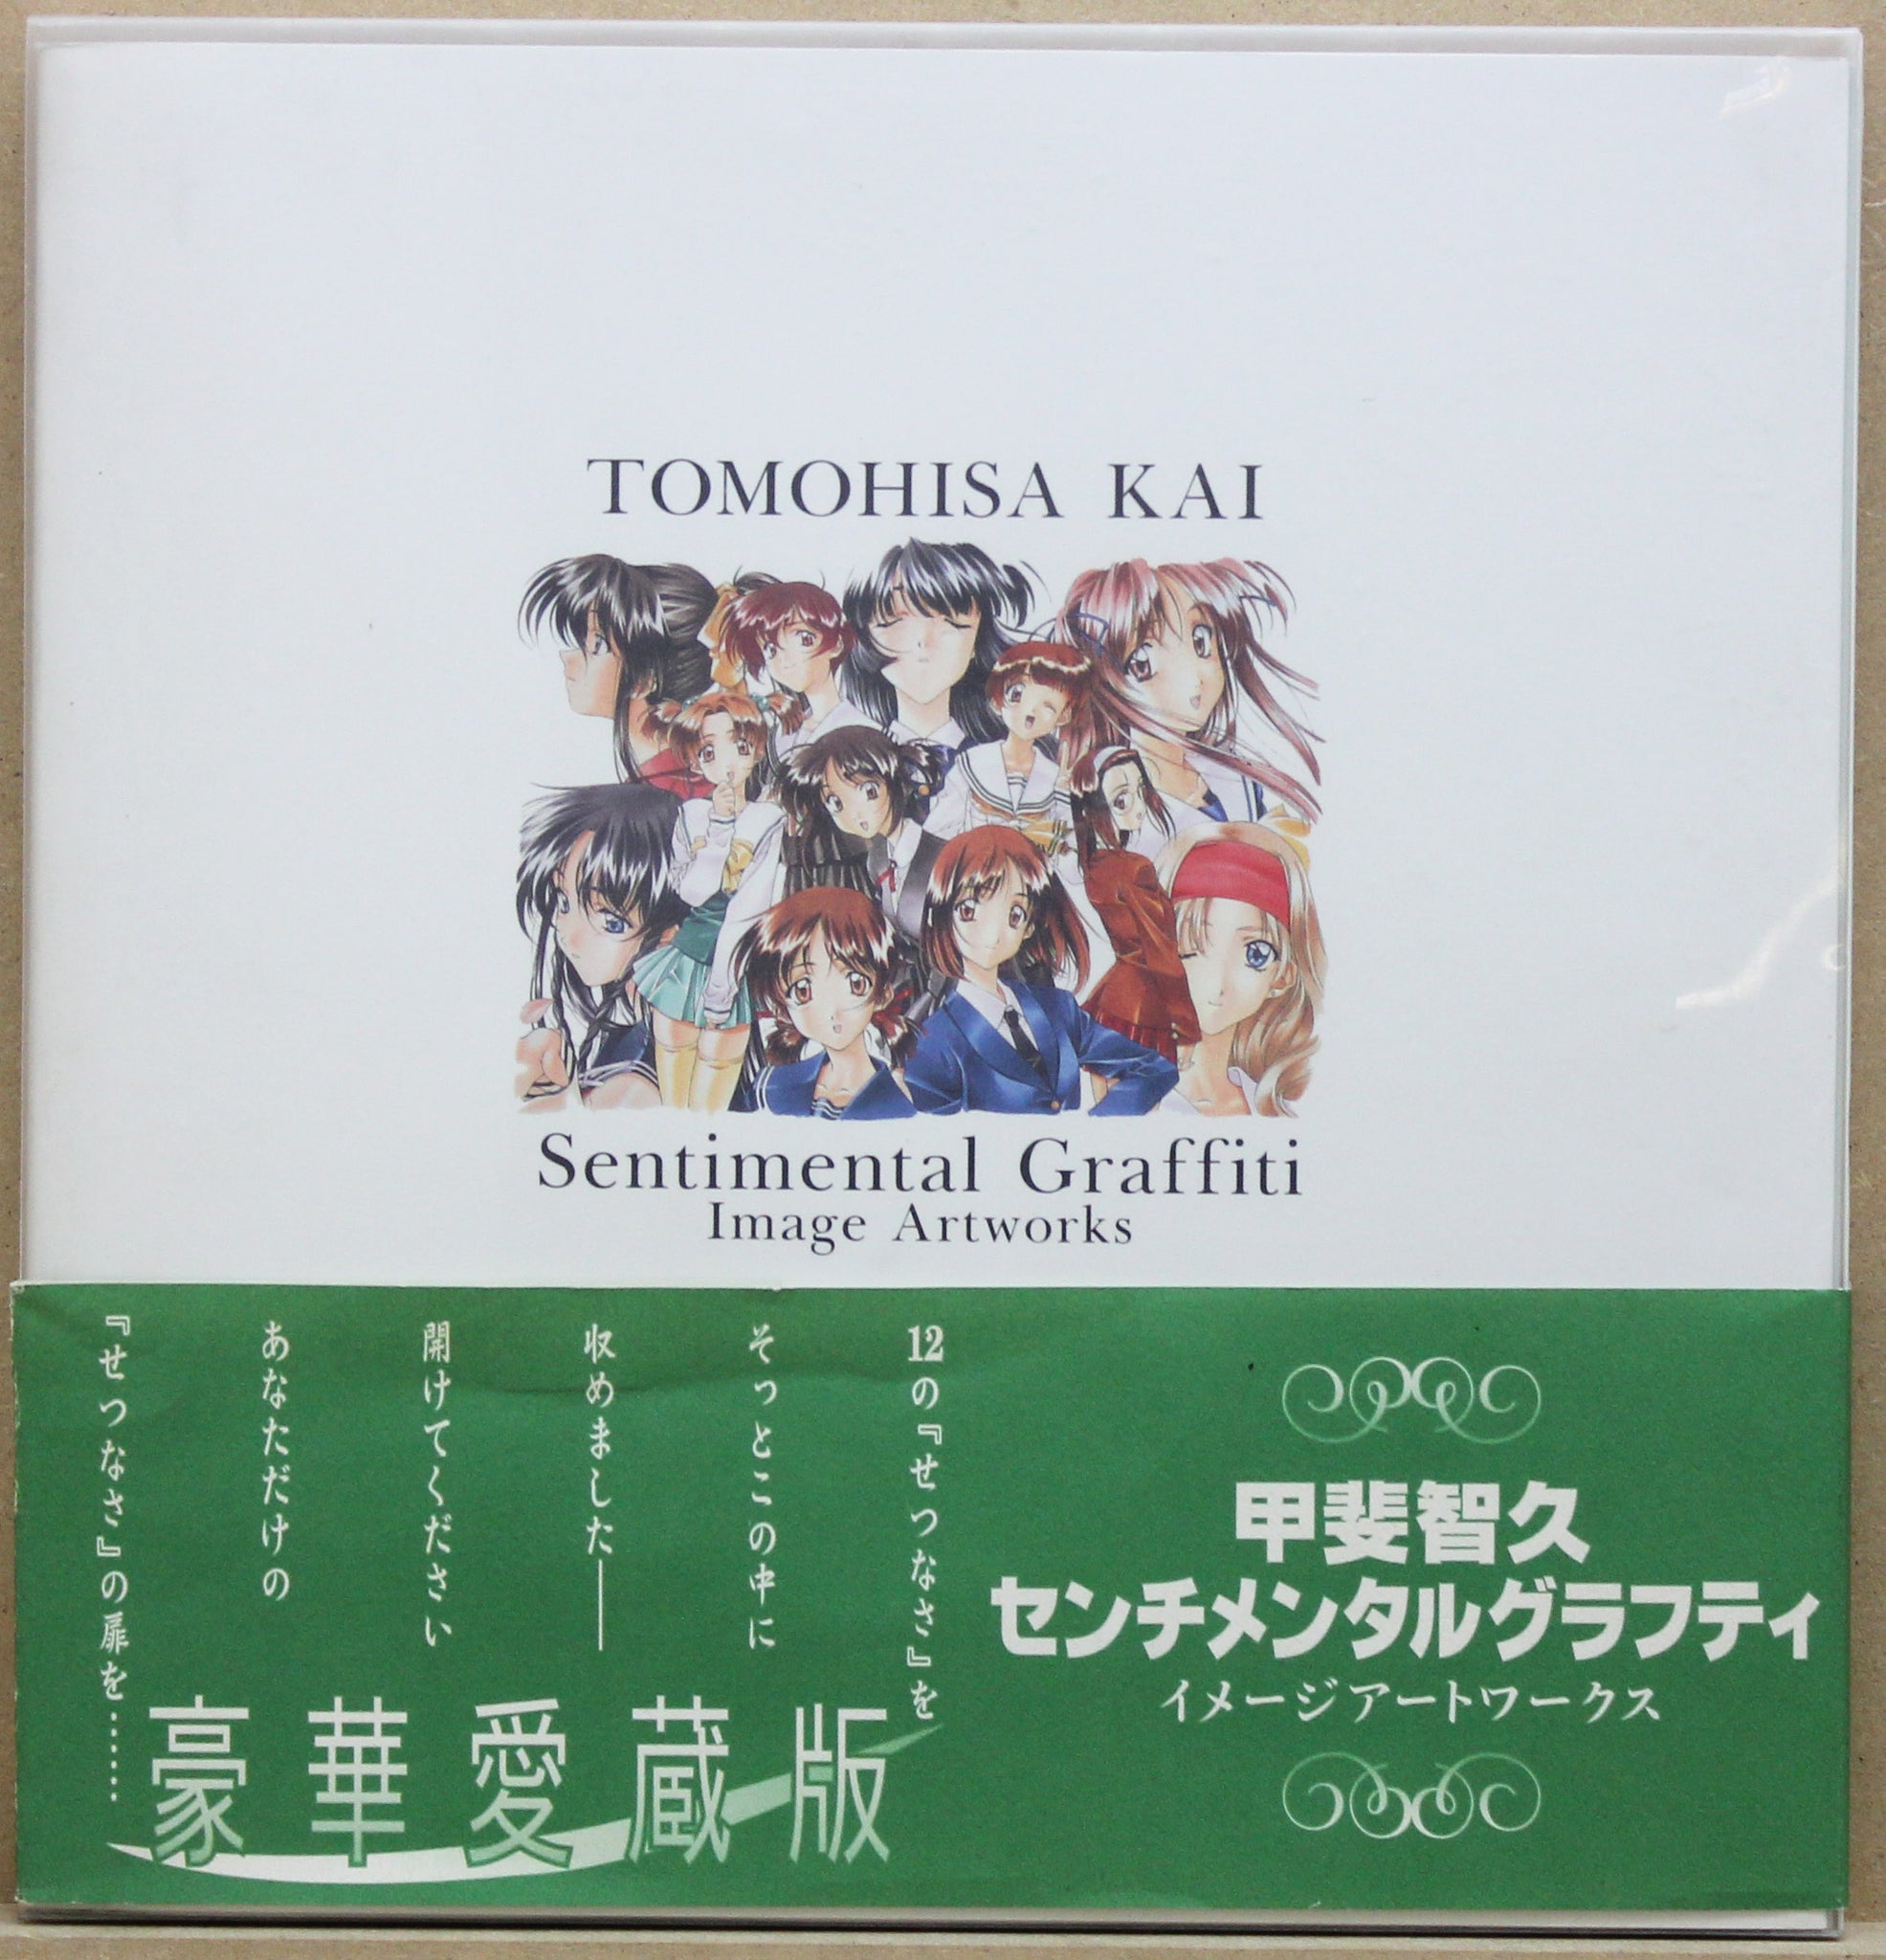 TOMOHISA KAI
Sentimental Graffiti
Image Artworks
甲斐智久
センチメンタルグラフティ
イメージアートワークス
12の『せつなさ』を
そっとこの中に
収めました――
開けてください
あなただけの
『せつなさ』の扉を……
豪華愛蔵版